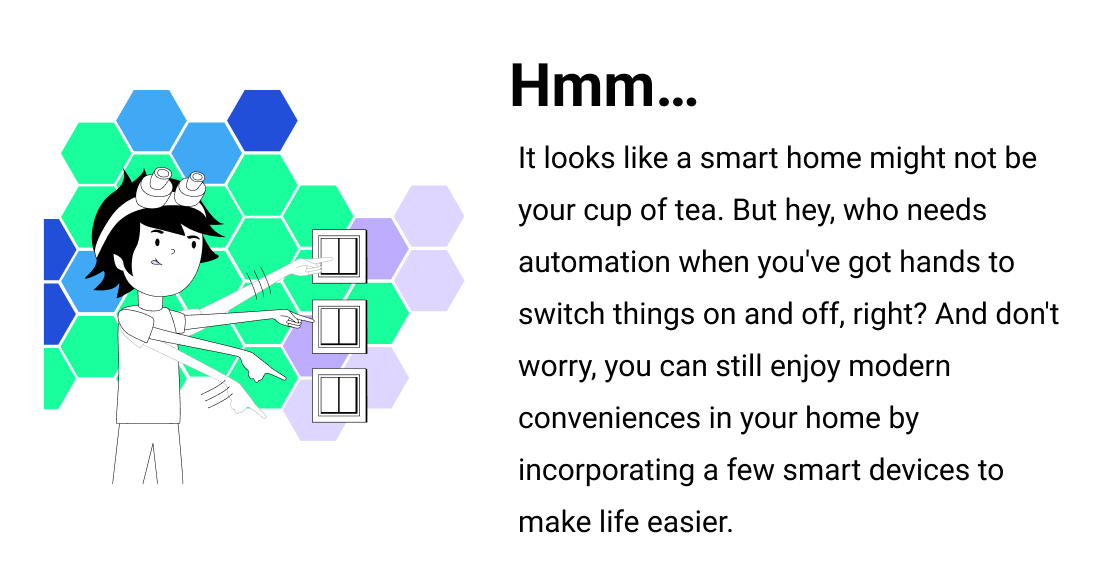 Hmm...
It looks like a smart home might not be
your cup of tea. But hey, who needs
automation when you've got hands to
switch things on and off, right? And don't
worry, you can still enjoy modern
conveniences in your home by
incorporating a few smart devices to
make life easier.